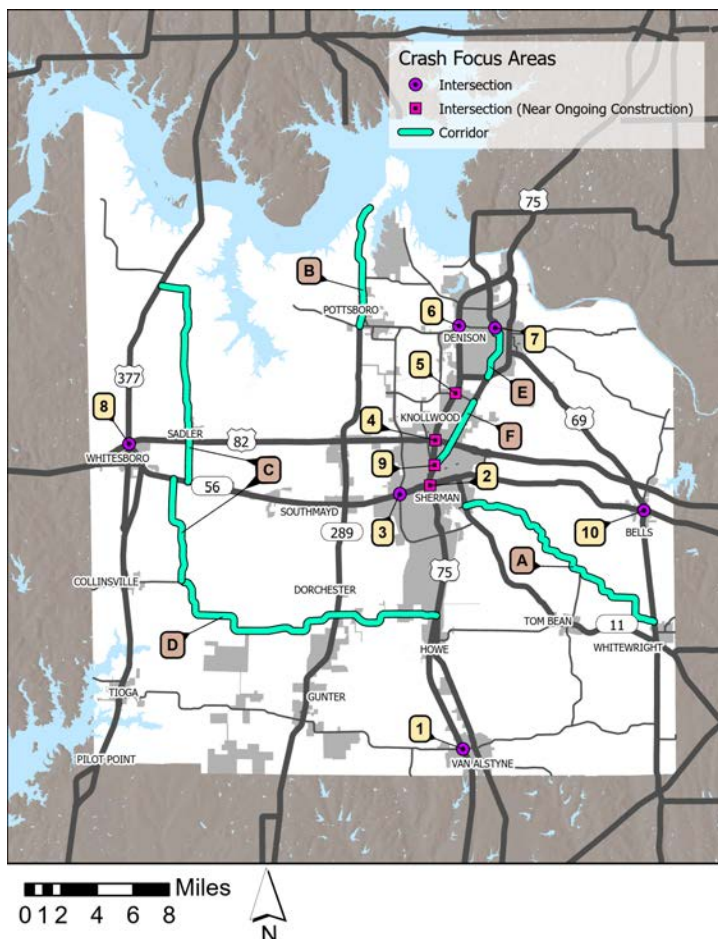 Crash Focus Areas
Intersection
Intersection (Near Ongoing Construction)
Corridor
75
B
POTTSBORO
6
DENISON
7
377
5
E
8
KNOLLWOOD
F
69
4
SADLER
82
WHITESBORO
9
2
C
56
SHERMAN
SOUTHMAYD
3
10
BELLS
289
A
75
COLLINSVILLE
DORCHESTER
D
TOM BEAN
11
HOWE
WHITEWRIGHT
TIOGA
GUNTER
1
PILOT POINT
VAN ALSTYNE
Miles
0 1 2 4 6 8
N